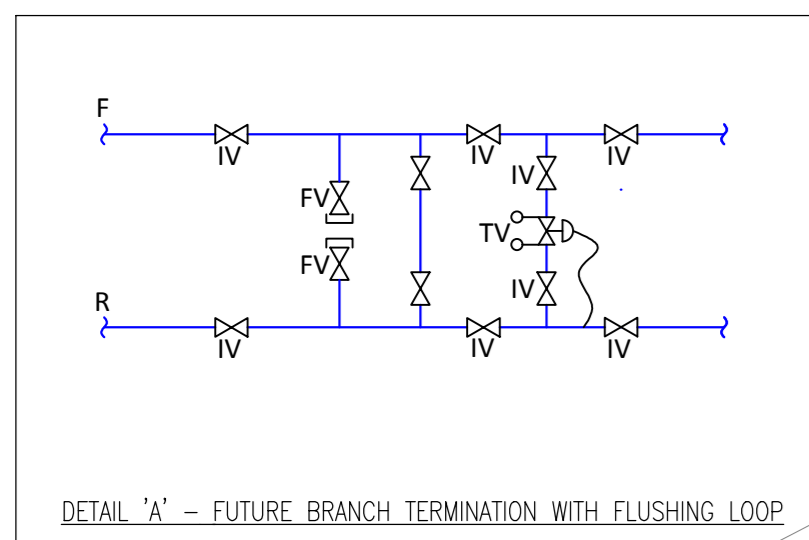 F
IV
IV
IV
IV
FV
TV
FV
IV
R
IV
IV
IV
DETAIL 'A' – FUTURE BRANCH TERMINATION WITH FLUSHING LOOP